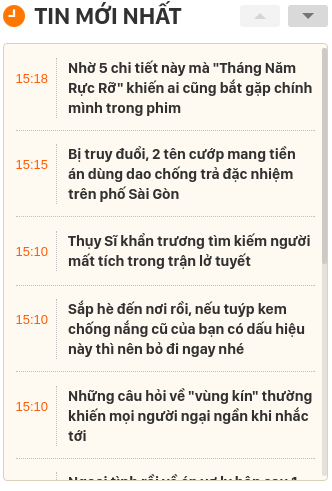 TIN MỚI NHẤT
15:18
Nhờ 5 chi tiết này mà "Tháng Năm
Rực Rỡ" khiến ai cũng bắt gặp chính
mình trong phim
15:15
Bị truy đuổi, 2 tên cướp mang tiền
án dùng dao chống trả đặc nhiệm
trên phố Sài Gòn
15:10
Thụy Sĩ khẩn trương tìm kiếm người
mất tích trong trận lở tuyết
15:10
Sắp hè đến nơi rồi, nếu tuýp kem
chống nắng cũ của bạn có dấu hiệu
này thì nên bỏ đi ngay nhé
15:10
Những câu hỏi về "vùng kín" thường
khiến mọi người ngại ngần khi nhắc
tới